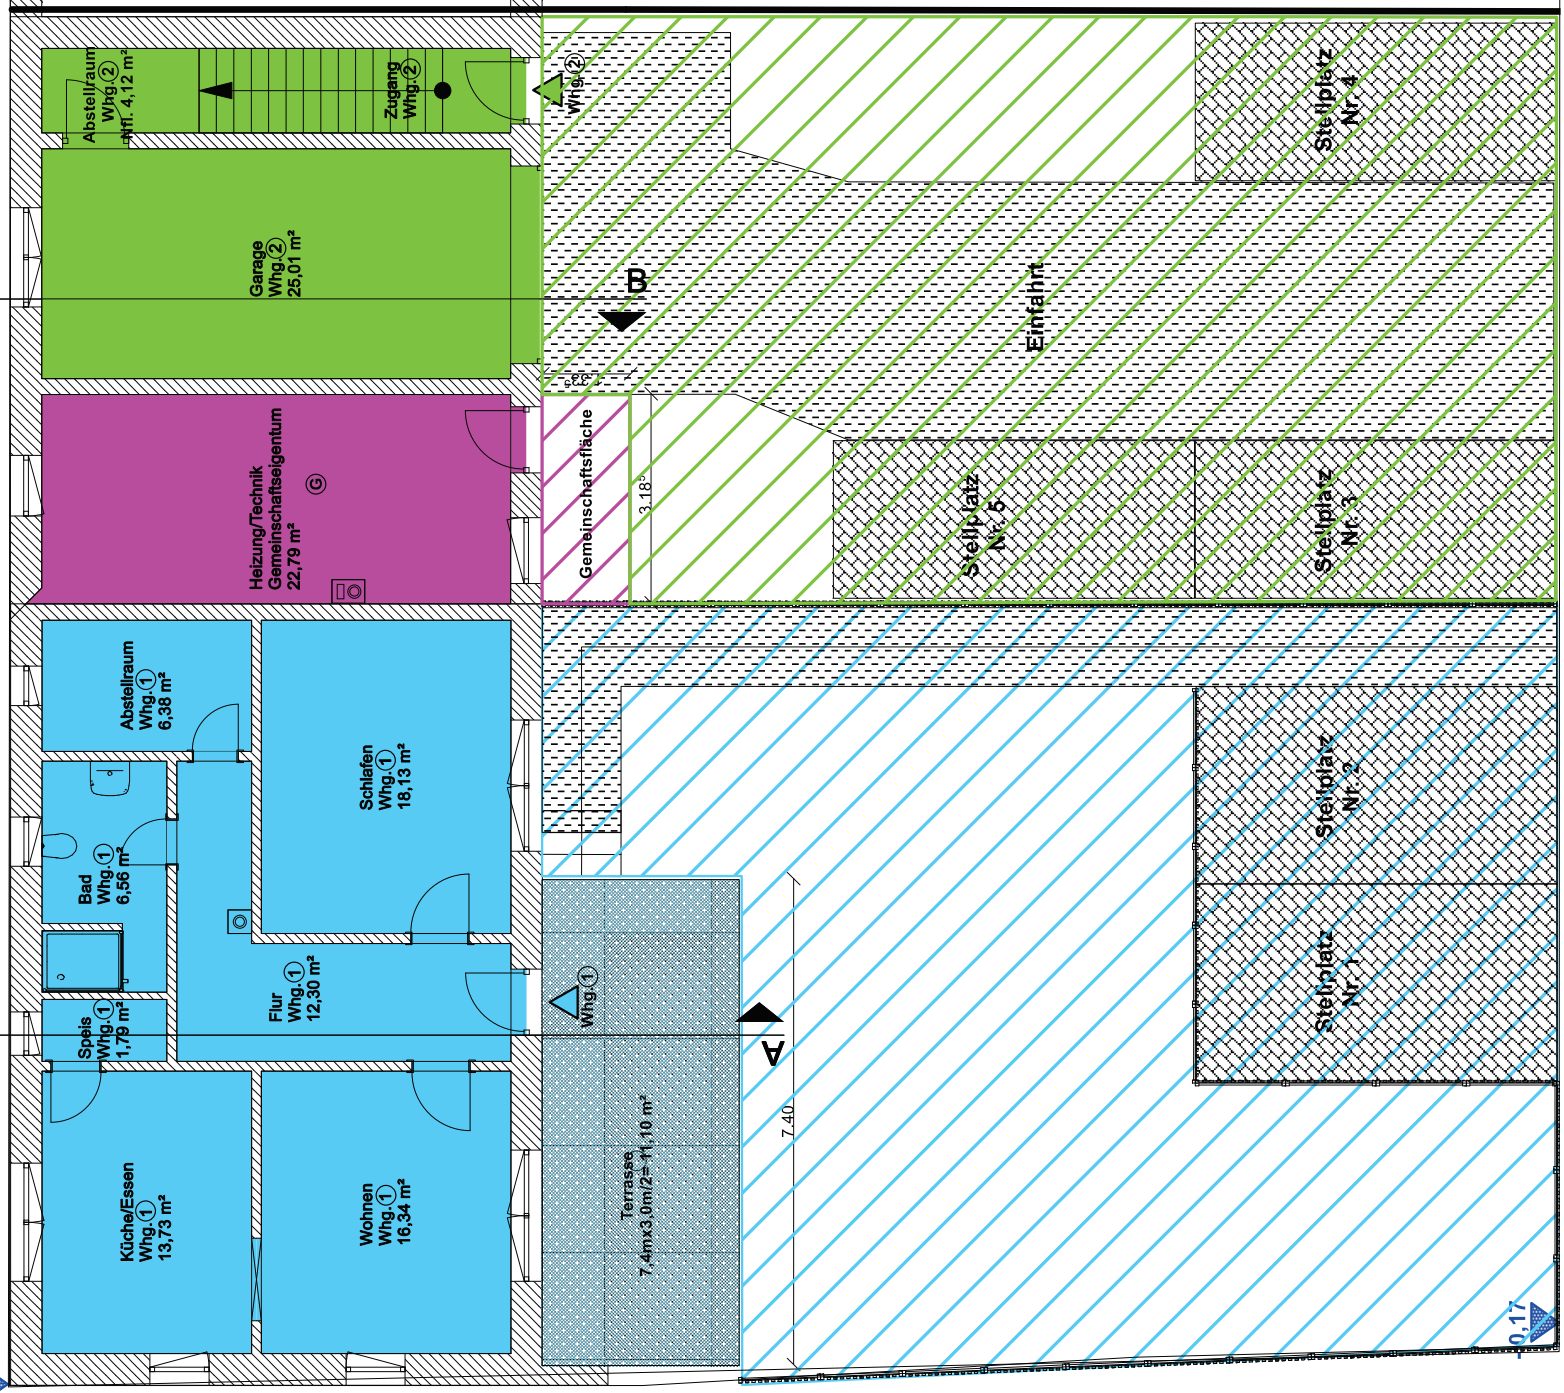 Abstellraum
Whg.2
Nfl. 4,12 m²
Zugang
Whg.2
Whg.2
Garage
Whg.2
25,01 m²
B
Einfahrt
Stellplatz
Nr. 4
Heizung/Technik
Gemeinschaftseigentum
22,79 m²
G
Gemeinschaftsfläche
3.18⁵
Stellplatz
Nr. 5
Stellplatz
Nr. 3
Abstellraum
Whg.1
6,38 m²
Schlafen
Whg.1
18,13 m²
Bad
Whg.1
6,56 m²
Flur
Whg.1
12,30 m²
Speis
Whg.1
1,79 m²
Whg.1
A
Stellplatz
Nr. 2
Stellplatz
Nr. 1
Küche/Essen
Whg.1
13,73 m²
Wohnen
Whg.1
16,34 m²
Terrasse
7,4mx3,0m/2= 11,10 m²
7.40
0,17